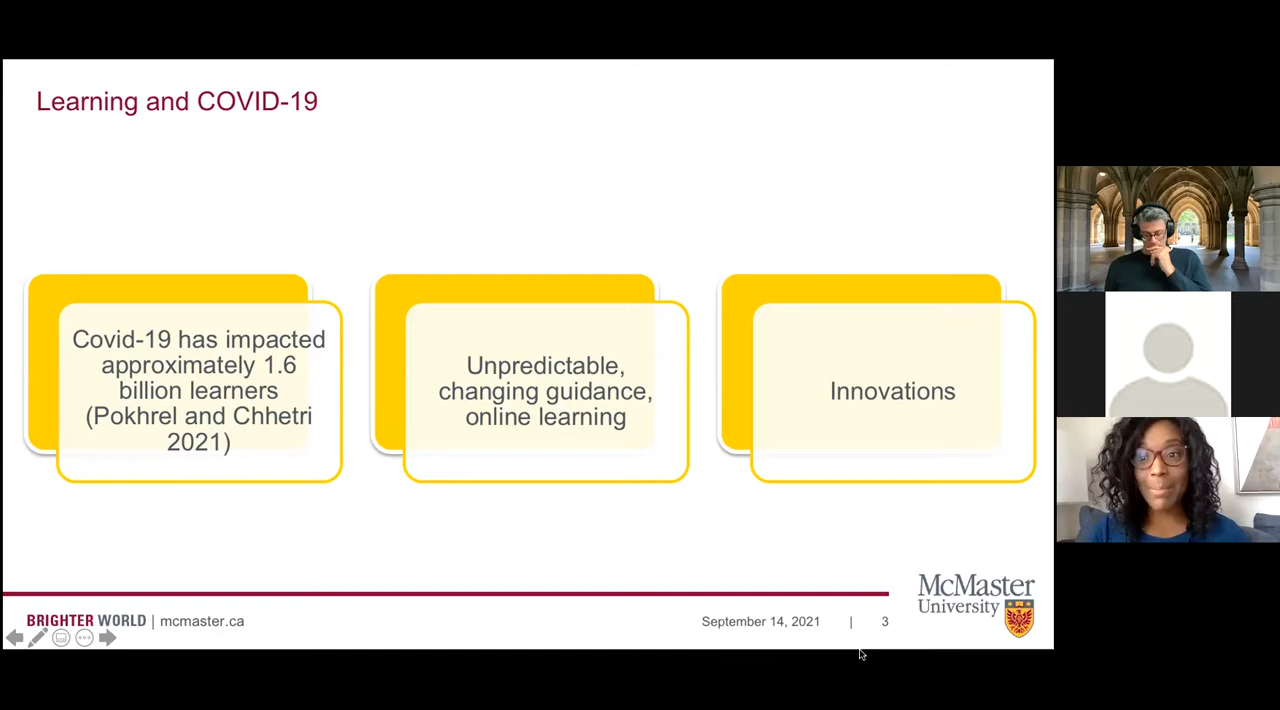 Learning and COVID-19
Covid-19 has impacted
approximately 1.6
billion learners
(Pokhrel and Chhetri
2021)
Unpredictable,
changing guidance,
online learning
Innovations
BRIGHTER WORLD | mcmaster.ca
September 14, 2021 | 3
McMaster
University